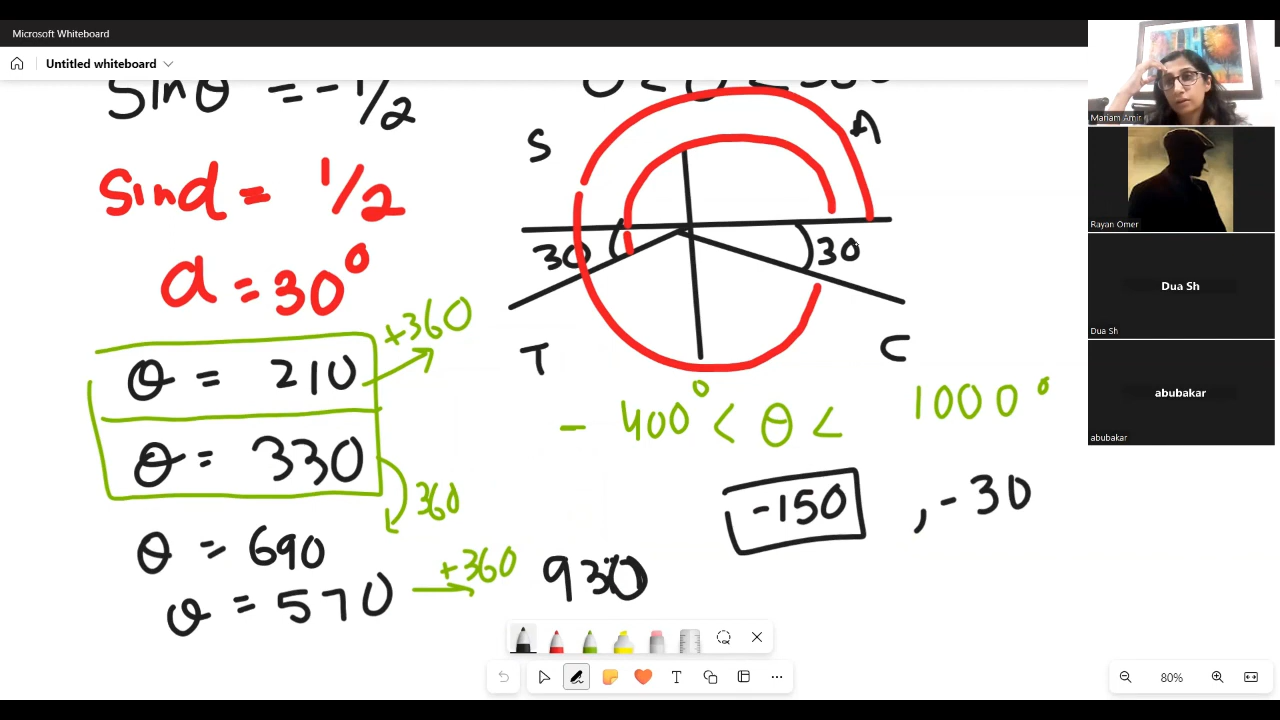 Microsoft Whiteboard
Untitled whiteboard
Sinθ = -1/2
S
A
Sin α = 1/2
30
30
α = 30°
+360
T
C
θ = 210
- 400° < θ < 1000°
θ = 330
360
-150 , -30
θ = 690
+360
930
θ = 570
80%
Mariam Amir
Rayan Omer
Dua Sh
Dua Sh
abubakar
abubakar